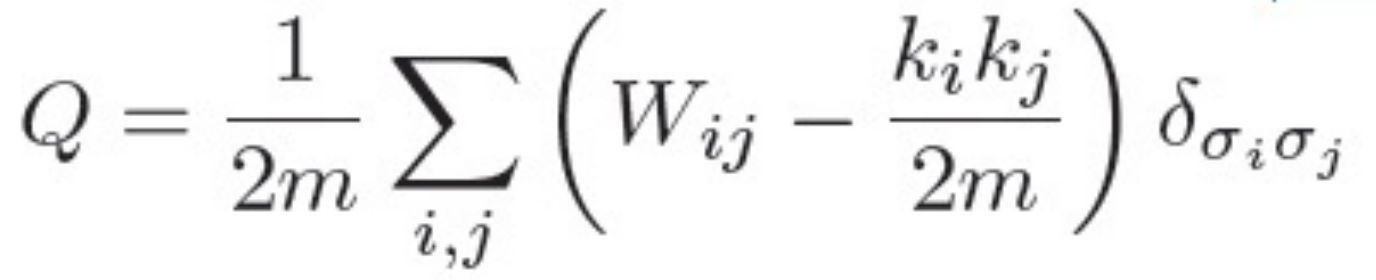 Q = \frac{1}{2m} \sum_{i,j} \left( W_{ij} - \frac{k_i k_j}{2m} \right) \delta_{\sigma_i \sigma_j}